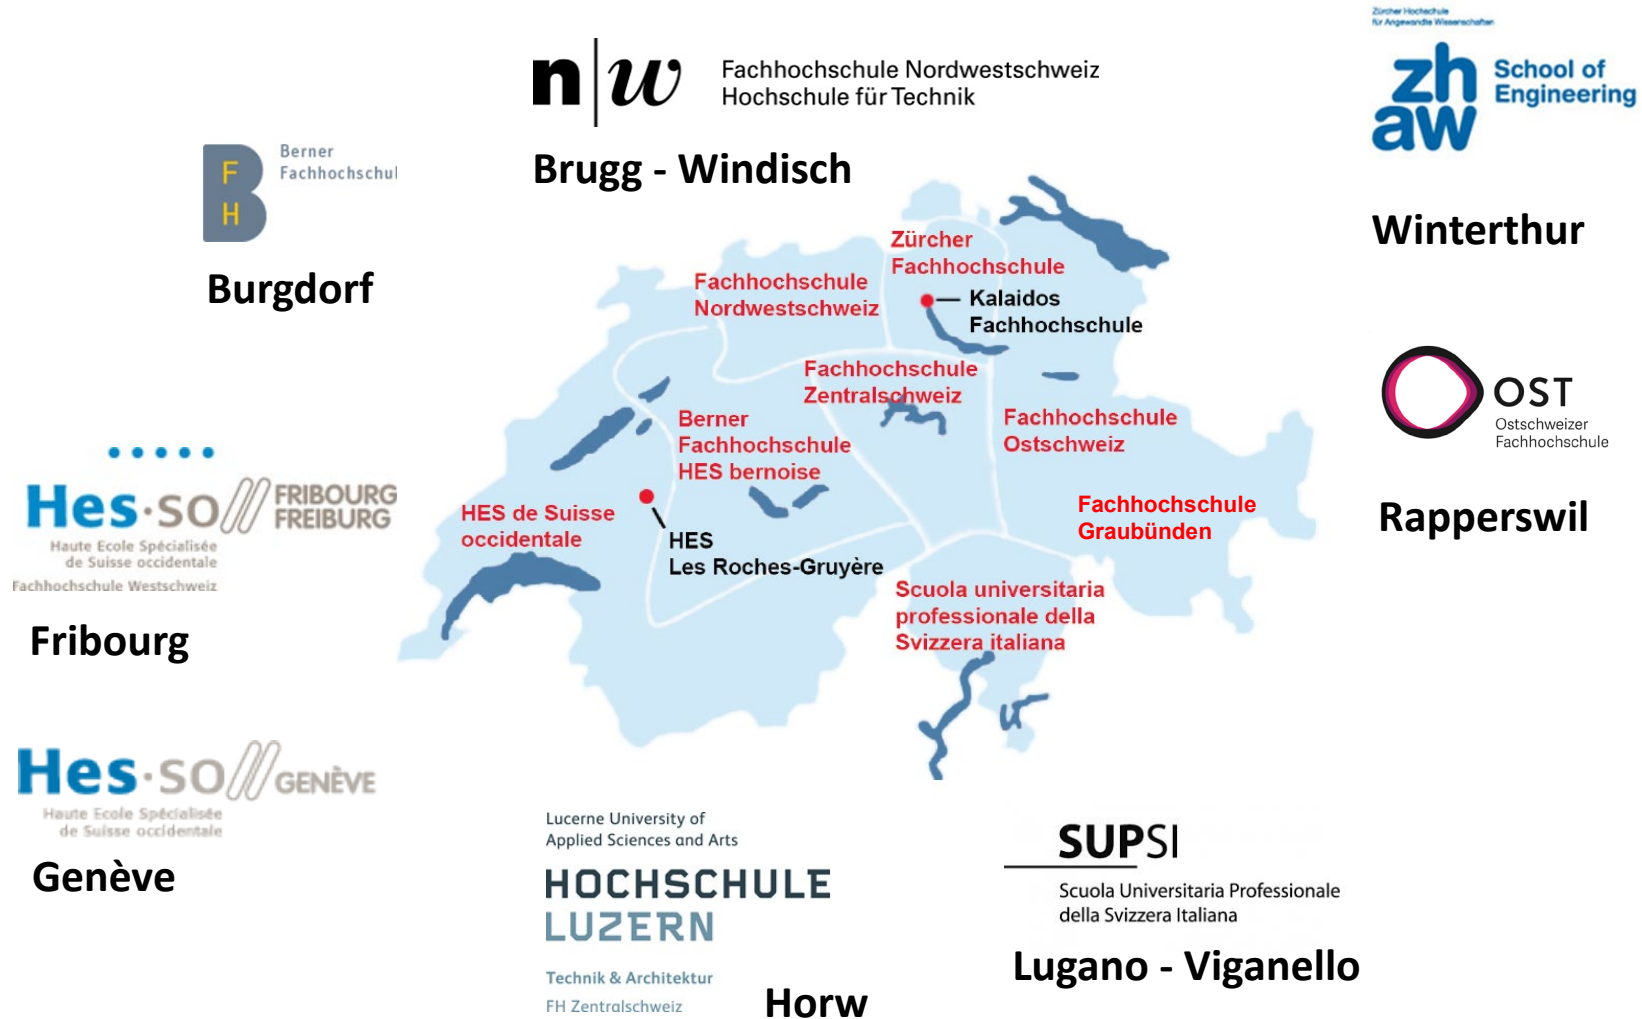 Zürcher Hochschule
für Angewandte Wissenschaften
zh
aw
School of
Engineering
Winterthur
n|w
Fachhochschule Nordwestschweiz
Hochschule für Technik
Brugg - Windisch
F
H
Berner
Fachhochschul
Burgdorf
Zürcher
Fachhochschule
Fachhochschule
Nordwestschweiz
Kalaidos
Fachhochschule
Fachhochschule
Zentralschweiz
Berner
Fachhochschule
HES bernoise
Fachhochschule
Ostschweiz
HES de Suisse
occidentale
HES
Les Roches-Gruyère
Fachhochschule
Graubünden
Scuola universitaria
professionale della
Svizzera italiana
OST
Ostschweizer
Fachhochschule
Rapperswil
Hes·so
FRIBOURG
FREIBURG
Haute Ecole Spécialisée
de Suisse occidentale
Fachhochschule Westschweiz
Fribourg
Hes·so
GENÈVE
Haute Ecole Spécialisée
de Suisse occidentale
Genève
Lucerne University of
Applied Sciences and Arts
HOCHSCHULE
LUZERN
Technik & Architektur
FH Zentralschweiz
Horw
SUPSI
Scuola Universitaria Professionale
della Svizzera Italiana
Lugano - Viganello